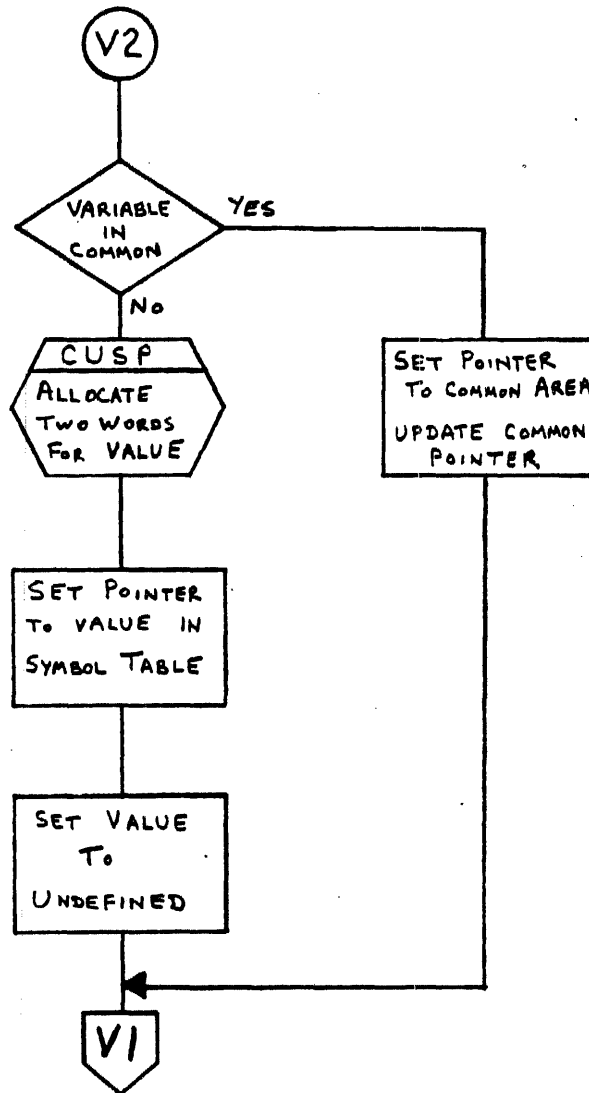 V2
VARIABLE
IN
COMMON
YES
NO
CUSP
ALLOCATE
TWO WORDS
FOR VALUE
SET POINTER
TO COMMON AREA
UPDATE COMMON
POINTER
SET POINTER
TO VALUE IN
SYMBOL TABLE
SET VALUE
TO
UNDEFINED
V1